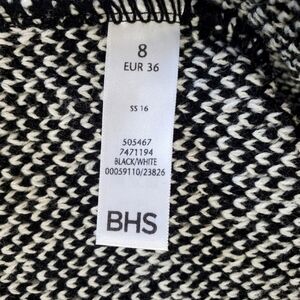 8
EUR 36
SS 16
505467
7471194
BLACK/WHITE
00059110/23826
BHS